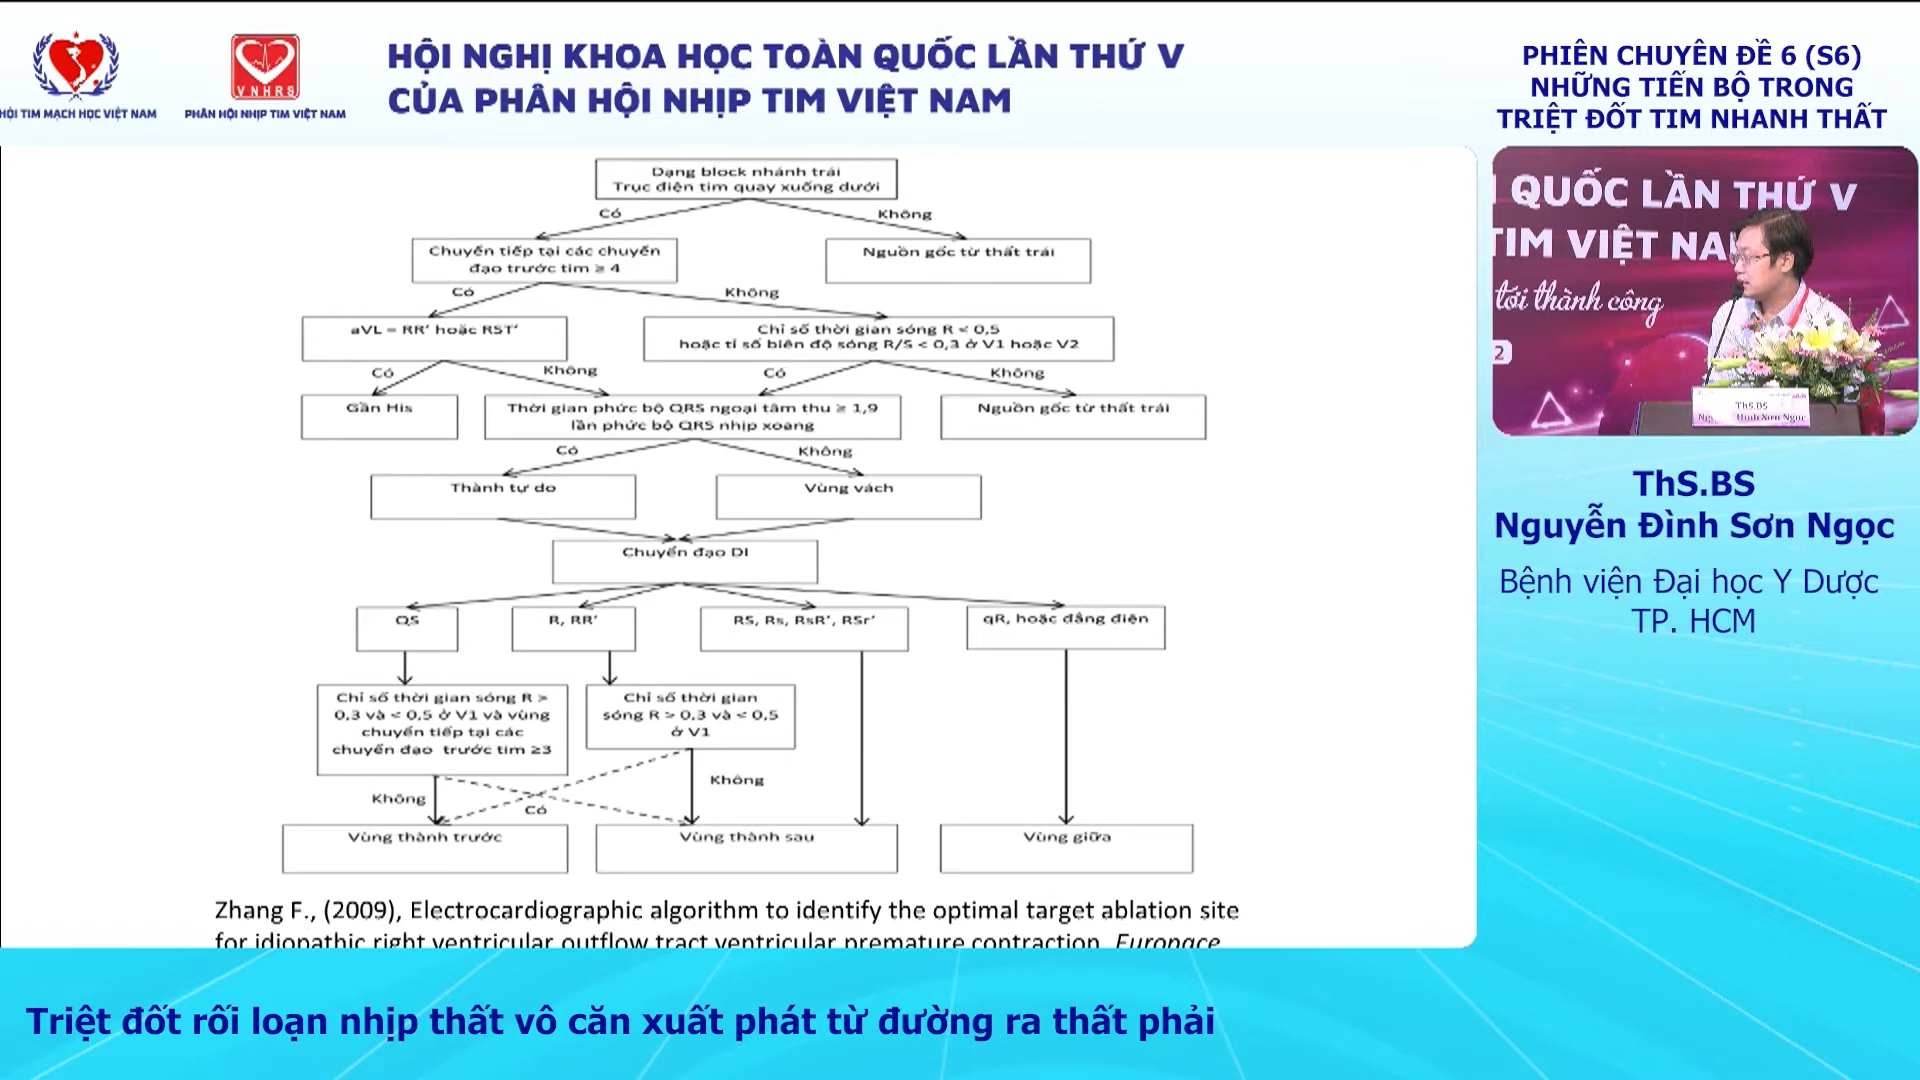 HỘI TIM MẠCH HỌC VIỆT NAM
VNHRS
PHÂN HỘI NHỊP TIM VIỆT NAM
HỘI NGHỊ KHOA HỌC TOÀN QUỐC LẦN THỨ V
CỦA PHÂN HỘI NHỊP TIM VIỆT NAM
PHIÊN CHUYÊN ĐỀ 6 (S6)
NHỮNG TIẾN BỘ TRONG
TRIỆT ĐỐT TIM NHANH THẤT
Dạng block nhánh trái
Trục điện tim quay xuống dưới
Có
Không
Chuyển tiếp tại các chuyển
đạo trước tim ≥ 4
Nguồn gốc từ thất trái
Có
Không
aVL = RR’ hoặc RST’
Chỉ số thời gian sóng R < 0,5
hoặc tỉ số biên độ sóng R/S < 0,3 ở V1 hoặc V2
Có
Không
Có
Không
Gần His
Thời gian phức bộ QRS ngoại tâm thu ≥ 1,9
lần phức bộ QRS nhịp xoang
Nguồn gốc từ thất trái
Có
Không
Thành tự do
Vùng vách
Chuyển đạo DI
QS
R, RR’
RS, Rs, RsR’, RSr’
qR, hoặc đẳng điện
Chỉ số thời gian sóng R >
0,3 và < 0,5 ở V1 và vùng
chuyển tiếp tại các
chuyển đạo trước tim ≥3
Chỉ số thời gian
sóng R > 0,3 và < 0,5
ở V1
Không
Có
Không
Vùng thành trước
Vùng thành sau
Vùng giữa
Zhang F., (2009), Electrocardiographic algorithm to identify the optimal target ablation site
for idiopathic right ventricular outflow tract ventricular premature contraction, Europace
QUỐC LẦN THỨ V
TIM VIỆT NA
tới thành công
2
ThS.BS
Nguyễn Đình Sơn Ngọc
ThS.BS
Nguyễn Đình Sơn Ngọc
Bệnh viện Đại học Y Dược
TP. HCM
Triệt đốt rối loạn nhịp thất vô căn xuất phát từ đường ra thất phải